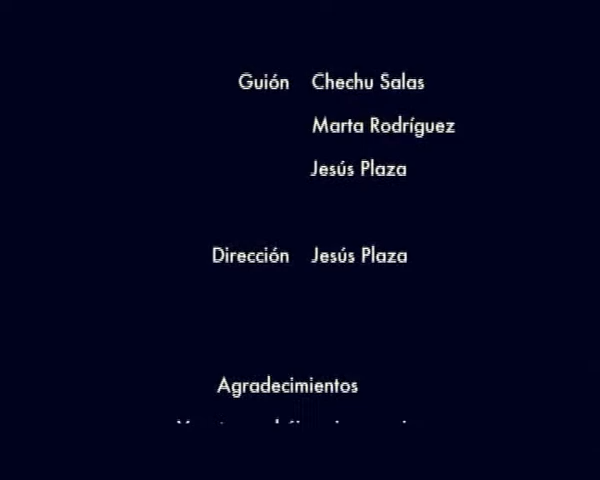 Guión Chechu Salas
Marta Rodríguez
Jesús Plaza
Dirección Jesús Plaza
Agradecimientos